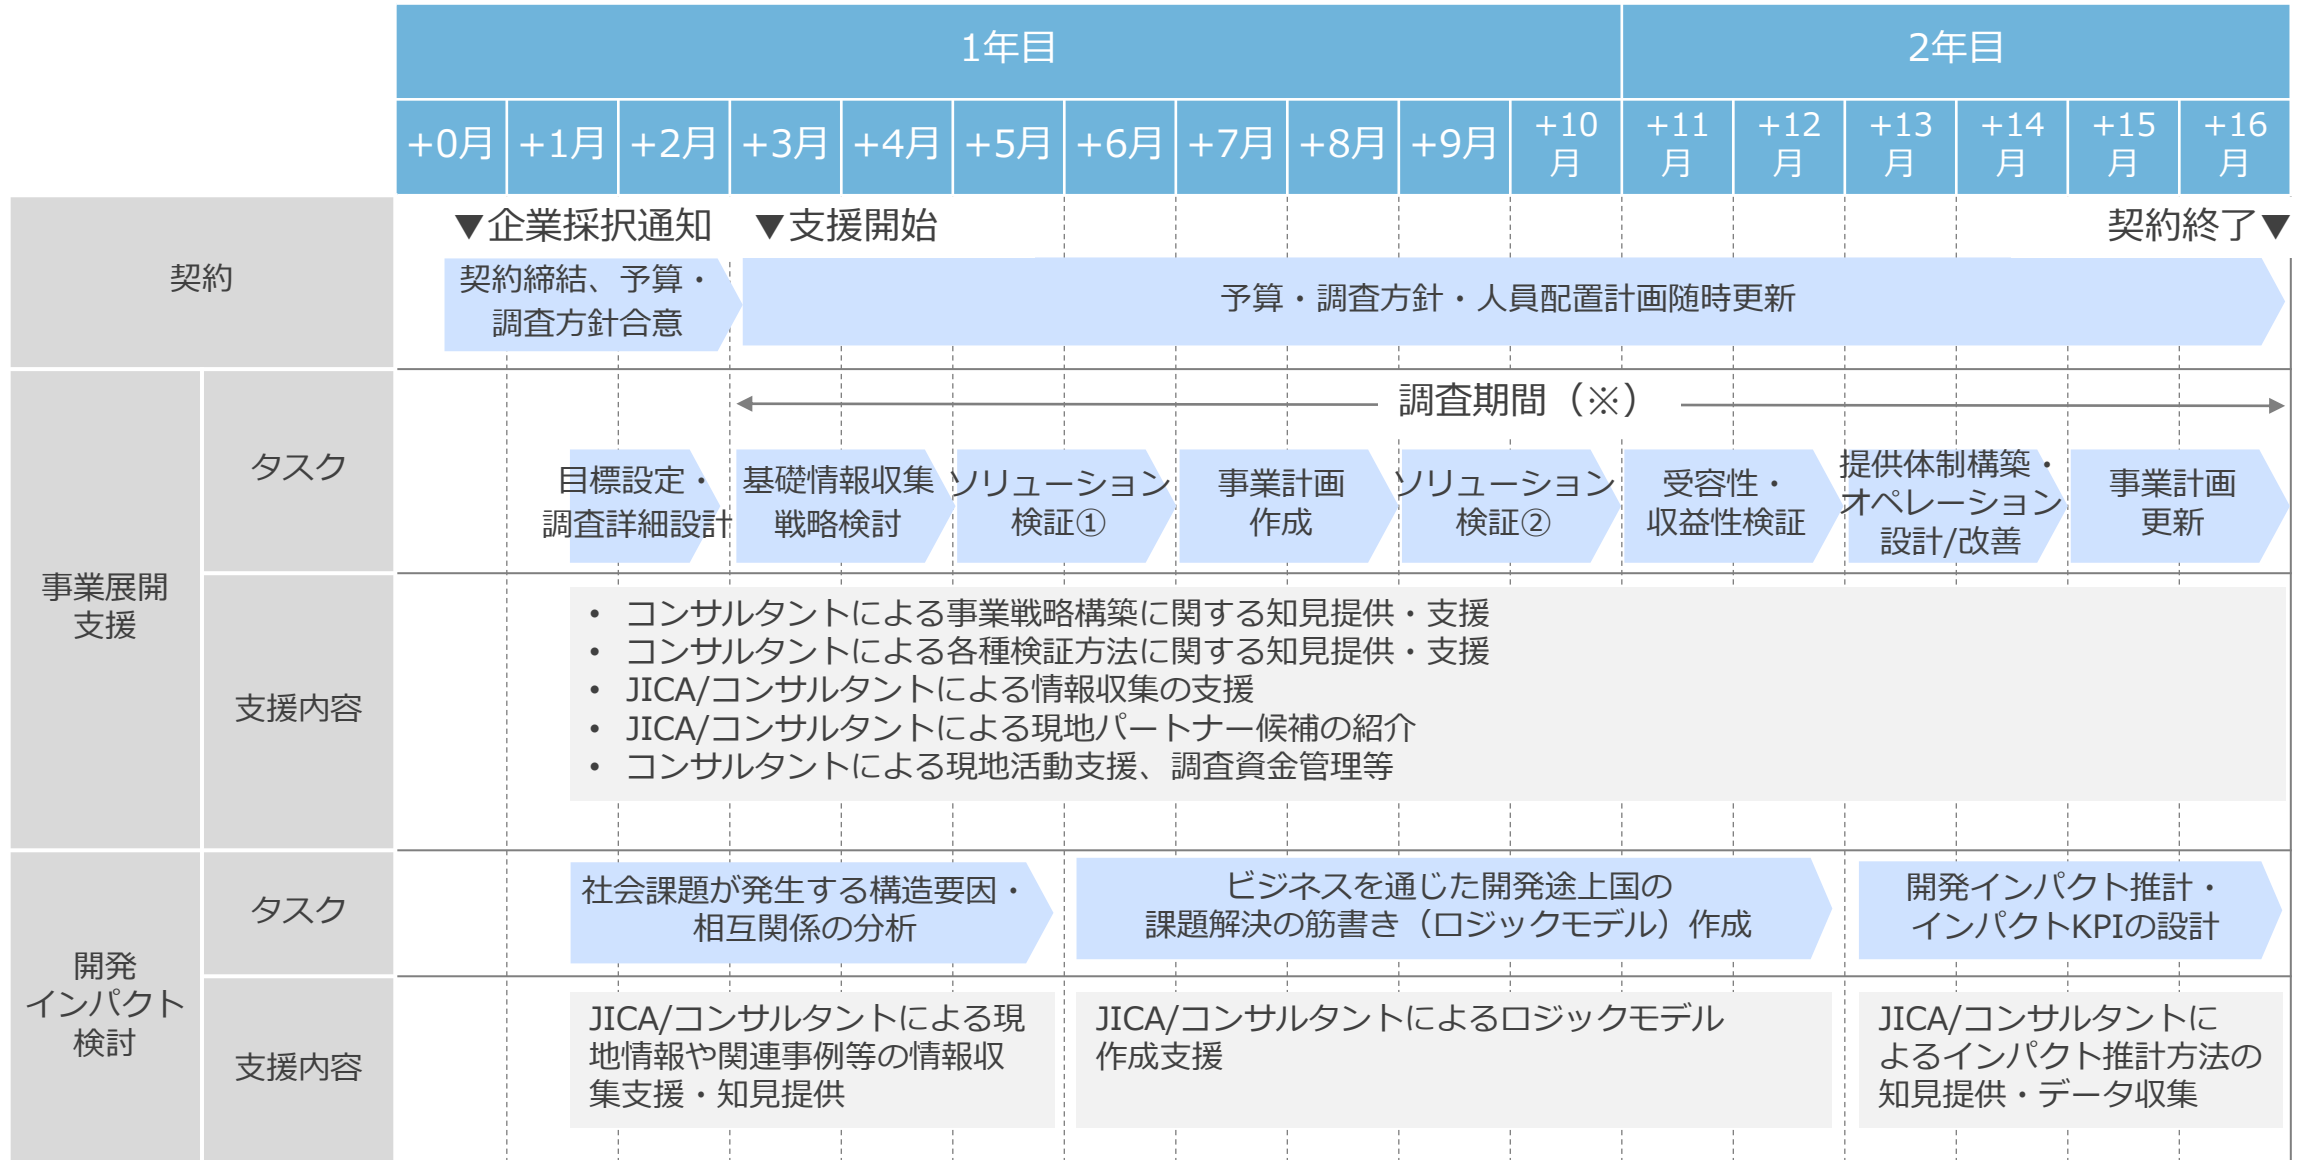 1年目
2年目
+0月
+1月
+2月
+3月
+4月
+5月
+6月
+7月
+8月
+9月
+10
月
+11
月
+12
月
+13
月
+14
月
+15
月
+16
月
契約
▼企業採択通知
▼支援開始
契約終了▼
契約締結、予算・
調査方針合意
予算・調査方針・人員配置計画随時更新
事業展開
支援
タスク
調査期間（※）
目標設定・
調査詳細設計
基礎情報収集
戦略検討
ソリューション
検証①
事業計画
作成
ソリューション
検証②
受容性・
収益性検証
提供体制構築・
オペレーション
設計/改善
事業計画
更新
支援内容
• コンサルタントによる事業戦略構築に関する知見提供・支援
• コンサルタントによる各種検証方法に関する知見提供・支援
• JICA/コンサルタントによる情報収集の支援
• JICA/コンサルタントによる現地パートナー候補の紹介
• コンサルタントによる現地活動支援、調査資金管理等
開発
インパクト
検討
タスク
社会課題が発生する構造要因・
相互関係の分析
ビジネスを通じた開発途上国の
課題解決の筋書き（ロジックモデル）作成
開発インパクト推計・
インパクトKPIの設計
支援内容
JICA/コンサルタントによる現
地情報や関連事例等の情報収
集支援・知見提供
JICA/コンサルタントによるロジックモデル
作成支援
JICA/コンサルタントに
よるインパクト推計方法の
知見提供・データ収集